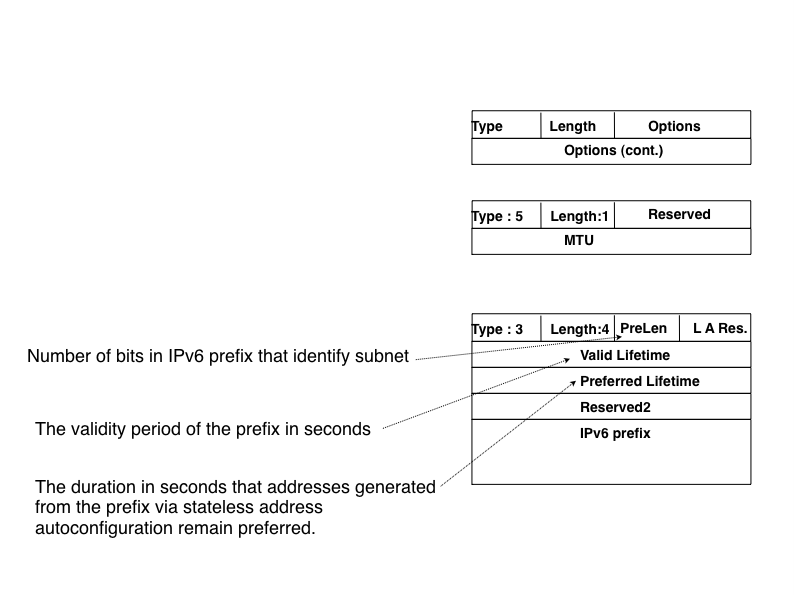 Type Length Options
Options (cont.)
Type : 5 Length:1 Reserved
MTU
Type : 3 Length:4 PreLen L A Res.
Number of bits in IPv6 prefix that identify subnet
Valid Lifetime
Preferred Lifetime
Reserved2
The validity period of the prefix in seconds
IPv6 prefix
The duration in seconds that addresses generated
from the prefix via stateless address
autoconfiguration remain preferred.